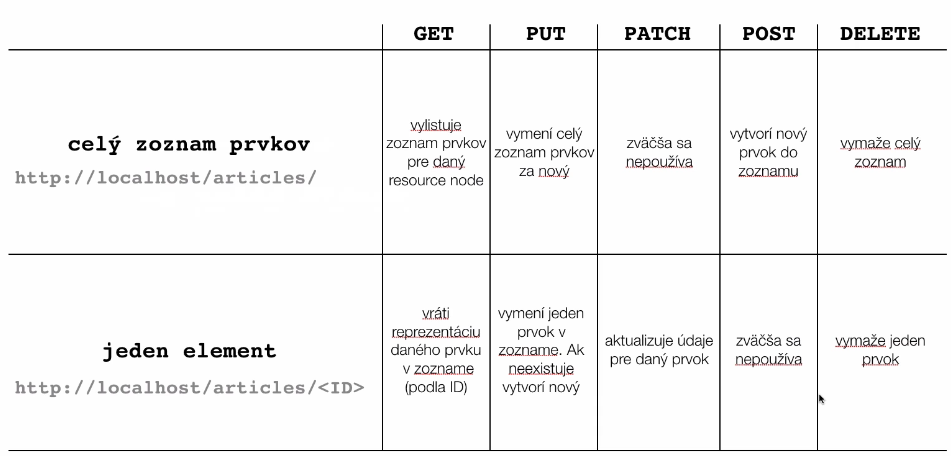 GET PUT PATCH POST DELETE
celý zoznam prvkov
http://localhost/articles/
vylistuje
zoznam prvkov
pre daný
resource node
vymení celý
zoznam prvkov
za nový
zväčša sa
nepoužíva
vytvorí nový
prvok do
zoznamu
vymaže celý
zoznam
jeden element
http://localhost/articles/<ID>
vráti
reprezentáciu
daného prvku
v zozname
(podla ID)
vymení jeden
prvok v
zozname. Ak
neexistuje
vytvorí nový
aktualizuje údaje
pre daný prvok
zväčša sa
nepoužíva
vymaže jeden
prvok